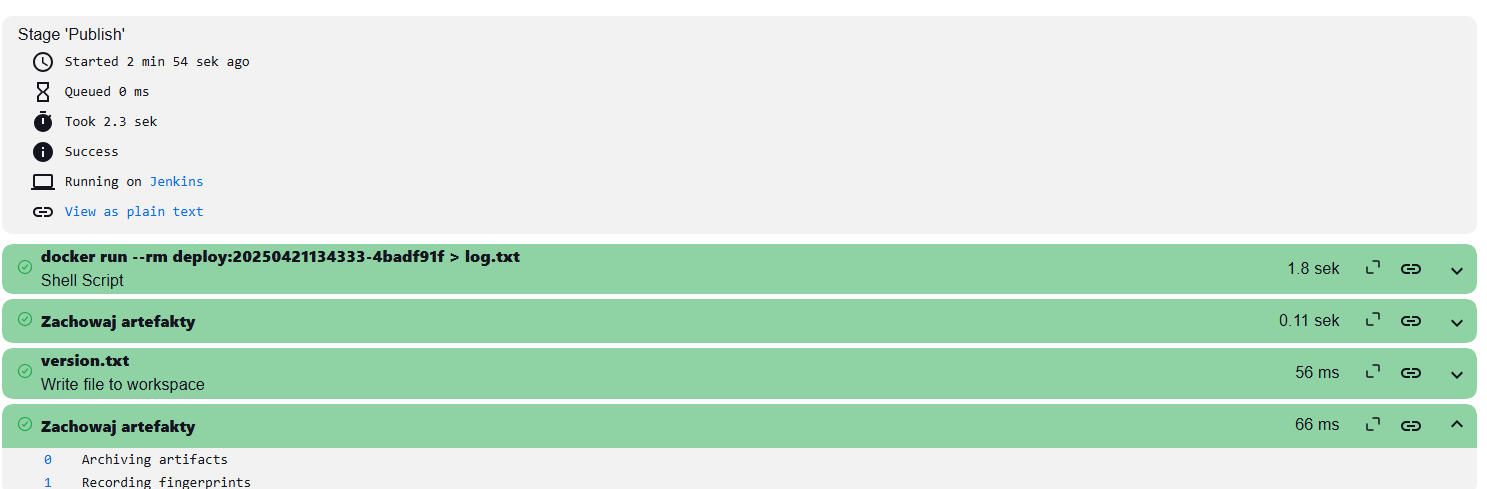 Stage 'Publish'
Started 2 min 54 sek ago
Queued 0 ms
Took 2.3 sek
Success
Running on Jenkins
View as plain text
docker run --rm deploy:20250421134333-4badf91f > log.txt
Shell Script
1.8 sek
Zachowaj artefakty
0.11 sek
version.txt
Write file to workspace
56 ms
Zachowaj artefakty
66 ms
0 Archiving artifacts
1 Recording fingerprints